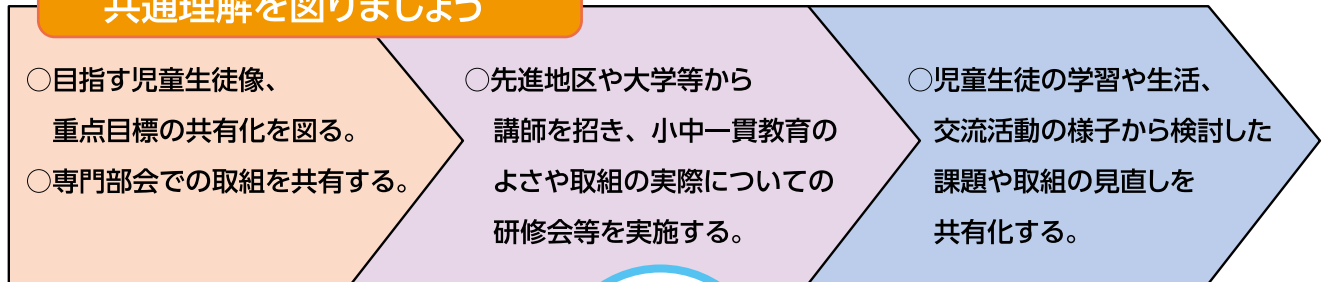 共通理解を図りましょう
○目指す児童生徒像、
重点目標の共有化を図る。
○専門部会での取組を共有する。
○先進地区や大学等から
講師を招き、小中一貫教育の
よさや取組の実際についての
研修会等を実施する。
○児童生徒の学習や生活、
交流活動の様子から検討した
課題や取組の見直しを
共有化する。